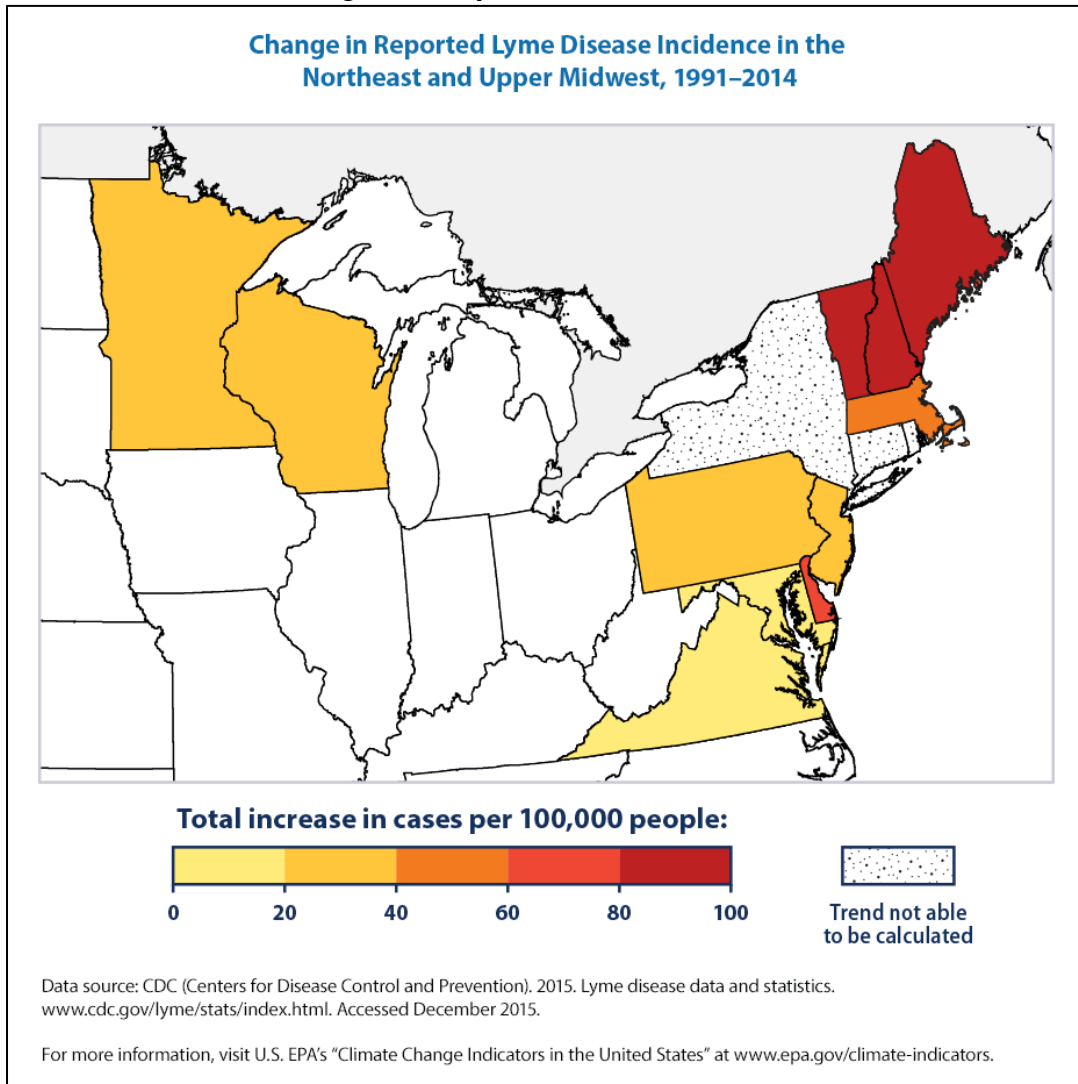 Change in Reported Lyme Disease Incidence in the
Northeast and Upper Midwest, 1991–2014
Total increase in cases per 100,000 people:
0 20 40 60 80 100
Trend not able
to be calculated
Data source: CDC (Centers for Disease Control and Prevention). 2015. Lyme disease data and statistics.
www.cdc.gov/lyme/stats/index.html. Accessed December 2015.
For more information, visit U.S. EPA’s “Climate Change Indicators in the United States” at www.epa.gov/climate-indicators.